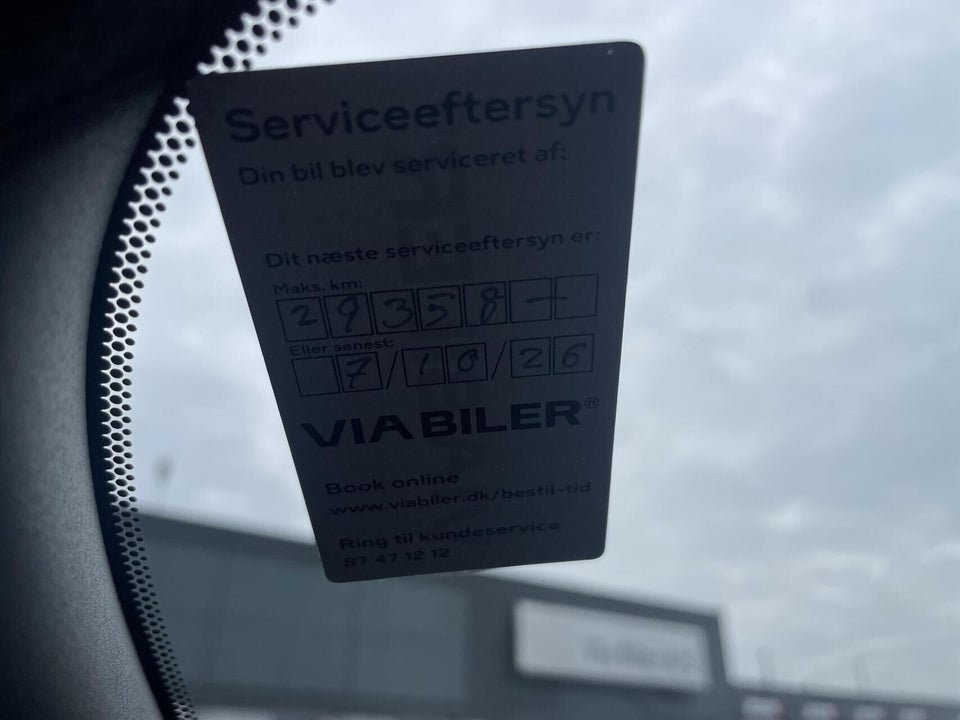 Serviceeftersyn
Din bil blev serviceret af:
Dit næste serviceeftersyn er:
Maks. km:
29358-
Eller senest:
7/10/26
VIABILER®
Book online
www.viabiler.dk/bestil-tid
Ring til kundeservice
87 47 12 12